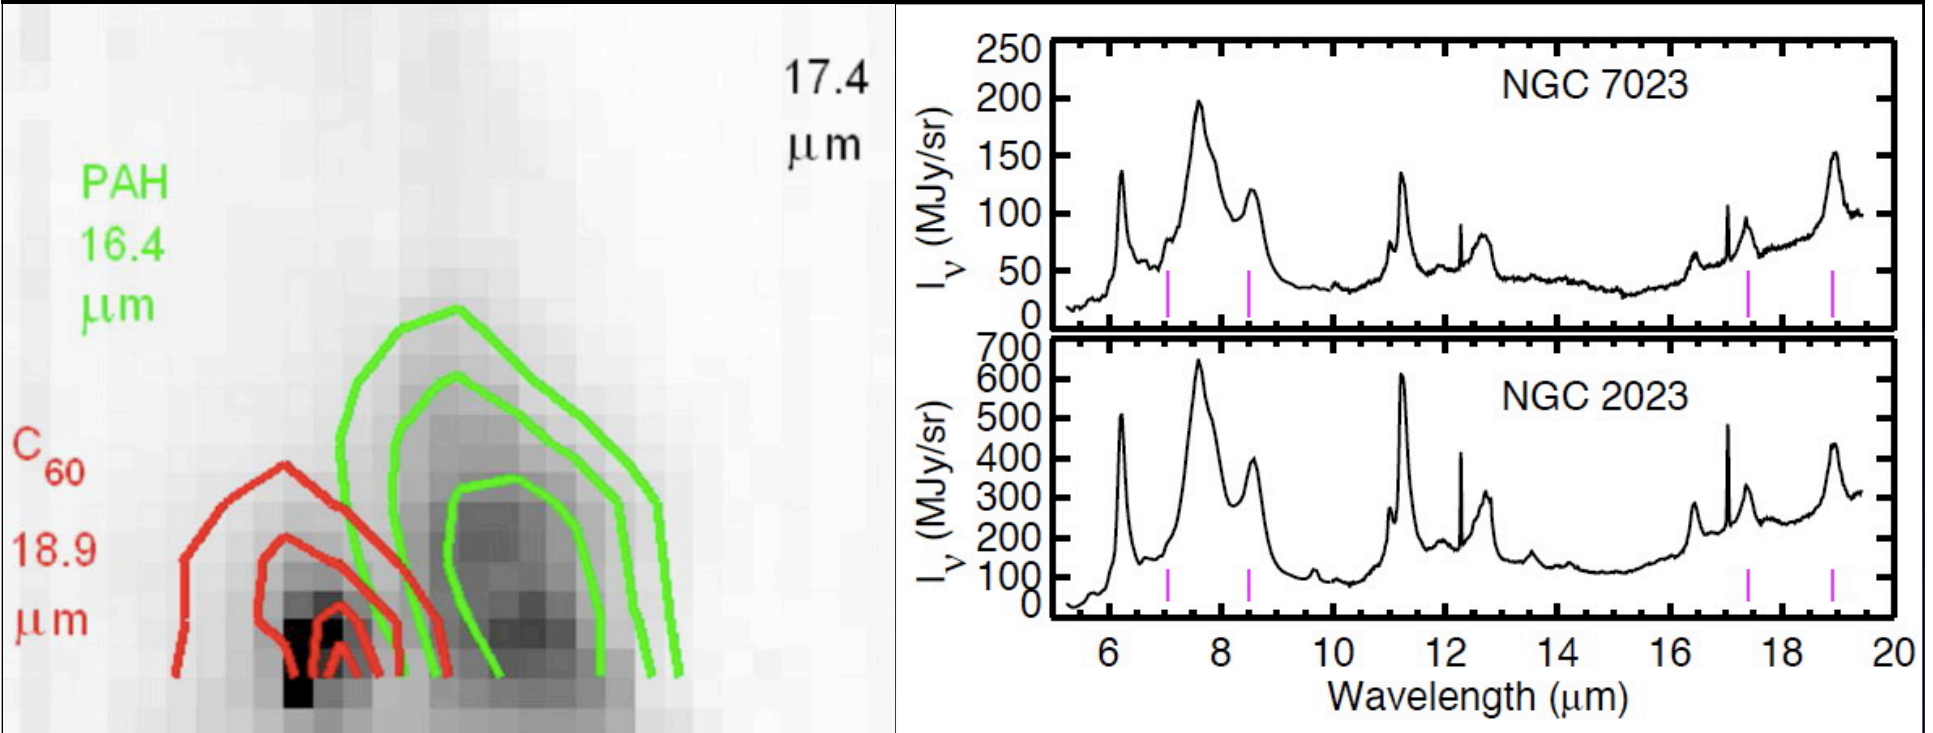 17.4
μm
PAH
16.4
μm
C60
18.9
μm
250
200
150
100
50
0
Iν (MJy/sr)
NGC 7023
700
600
500
400
300
200
100
0
Iν (MJy/sr)
NGC 2023
6 8 10 12 14 16 18 20
Wavelength (μm)